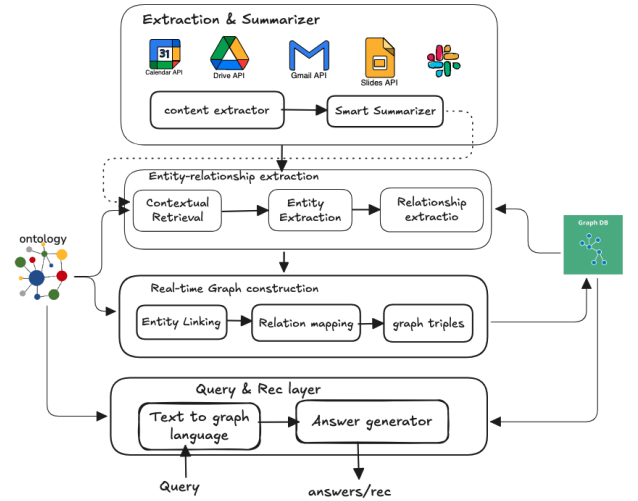 Extraction & Summarizer
31
Calendar API
Drive API
Gmail API
Slides API
content extractor
Smart Summarizer
Entity-relationship extraction
Contextual
Retrieval
Entity
Extraction
Relationship
extractio
ontology
Graph DB
Real-time Graph construction
Entity Linking
Relation mapping
graph triples
Query & Rec layer
Text to graph
language
Answer generator
Query
answers/rec